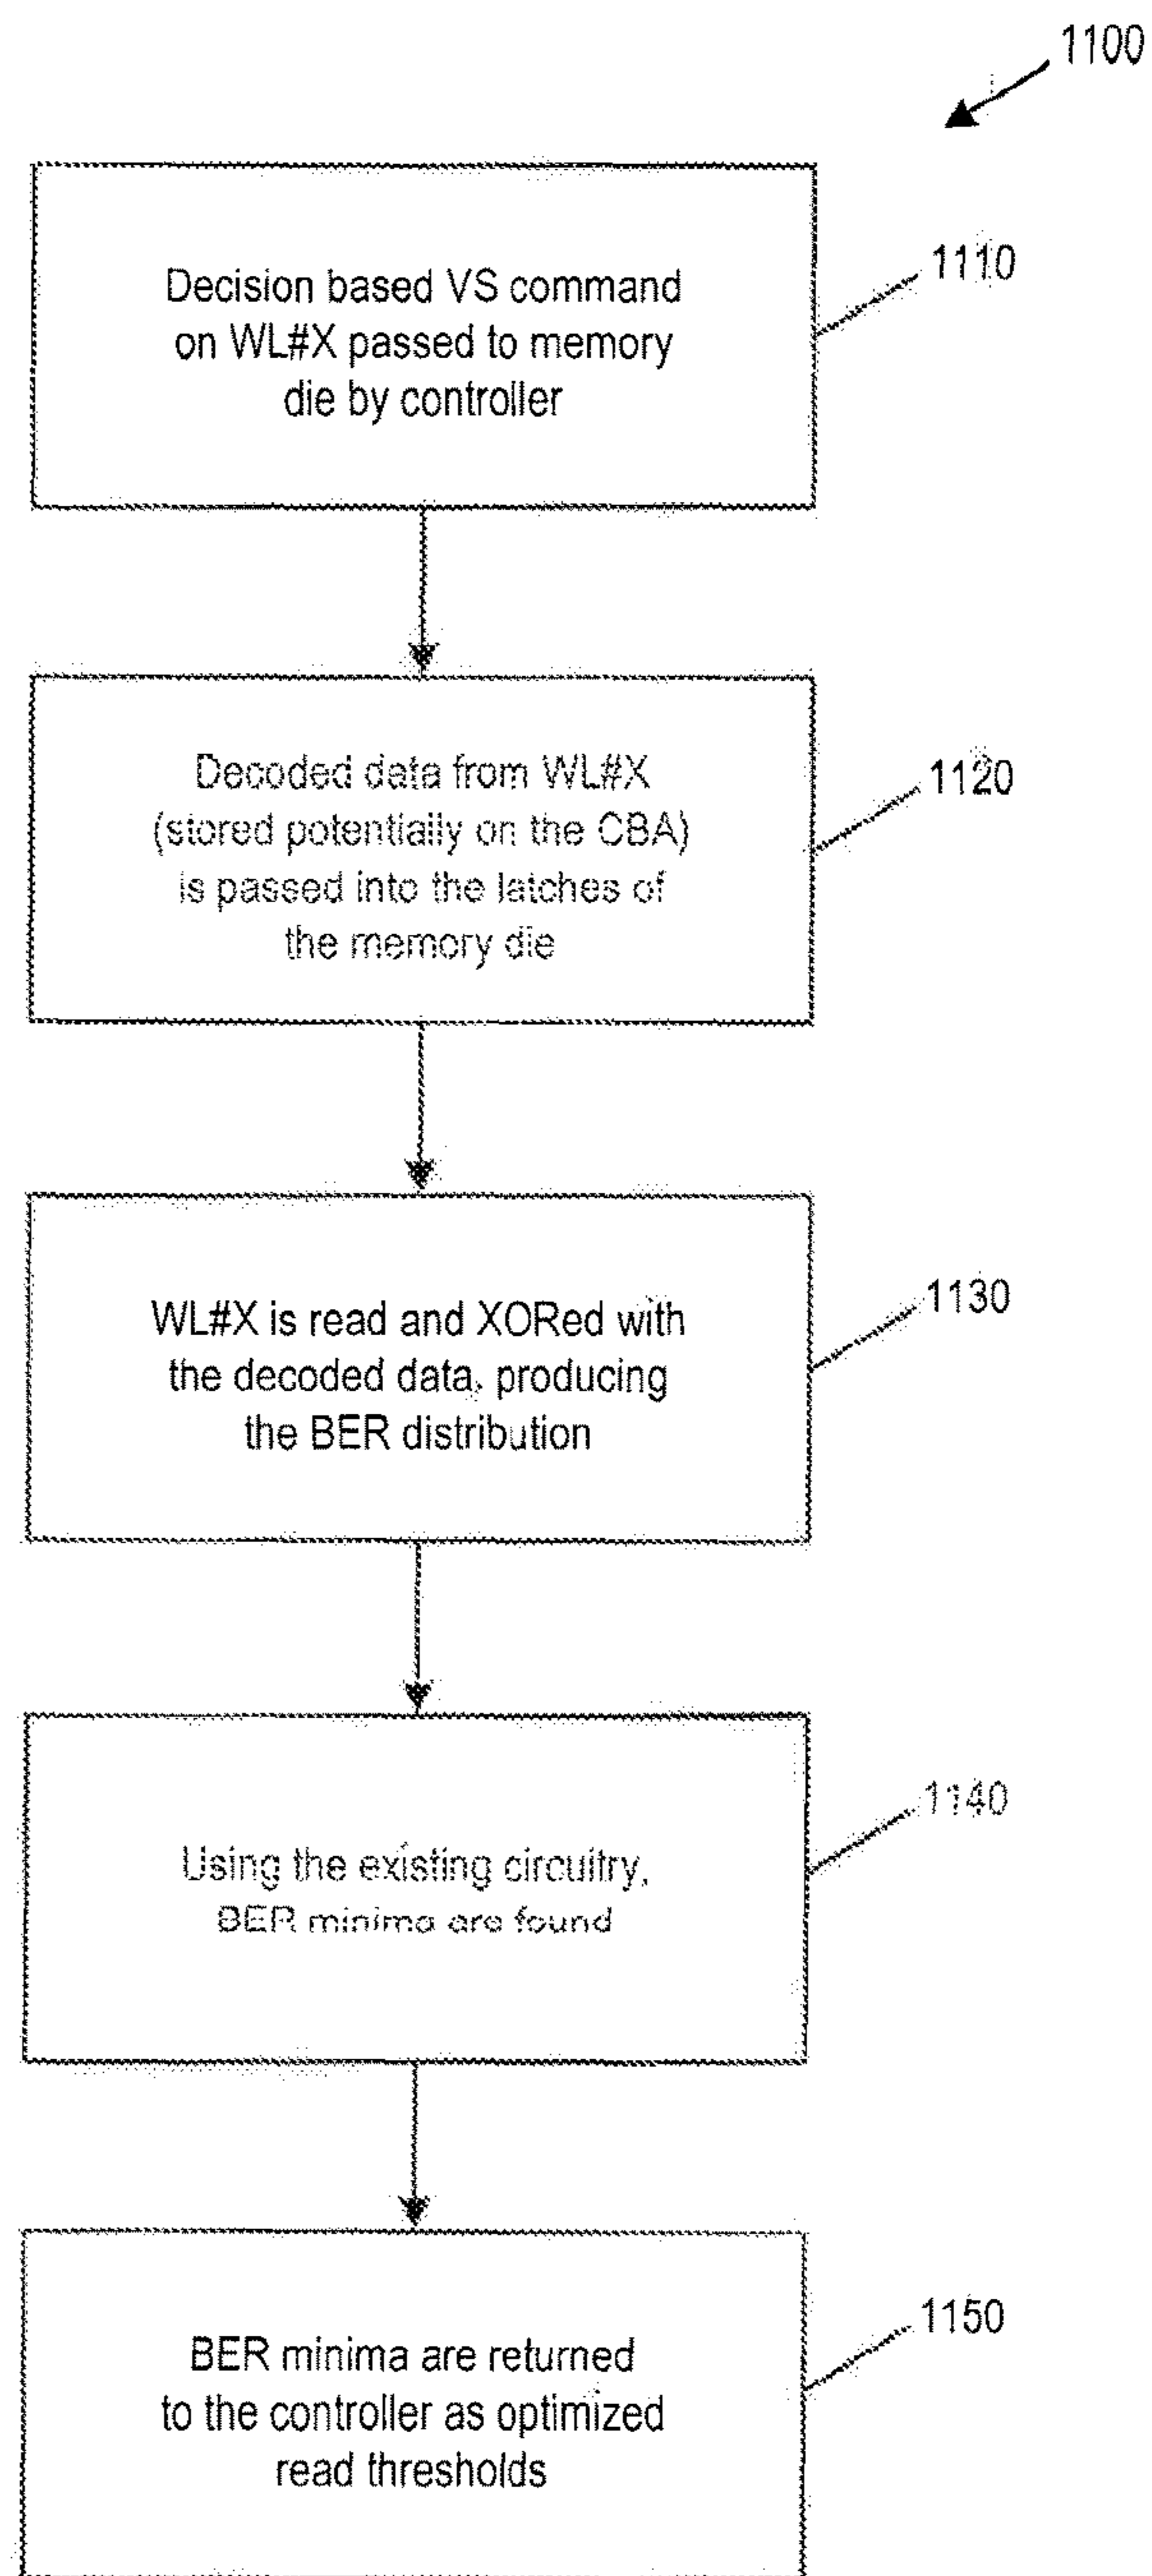 1100
Decision based VS command
on WL#X passed to memory
die by controller
1110
Decoded data from WL#X
(stored potentially on the CBA)
is passed into the latches of
the memory die
1120
WL#X is read and XORed with
the decoded data, producing
the BER distribution
1130
Using the existing circuitry,
BER minima are found
1140
BER minima are returned
to the controller as optimized
read thresholds
1150